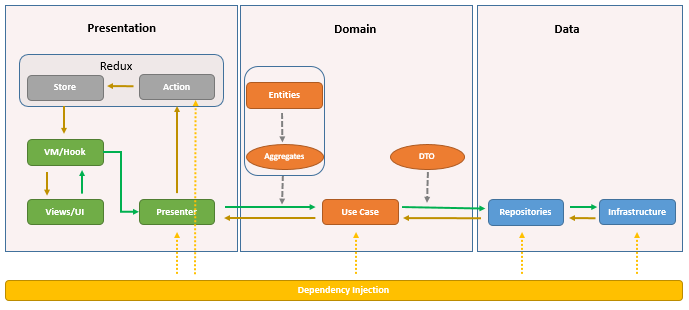 Presentation
Domain
Data
Redux
Store
Action
Entities
VM/Hook
Aggregates
DTO
Views/UI
Presenter
Use Case
Repositories
Infrastructure
Dependency Injection